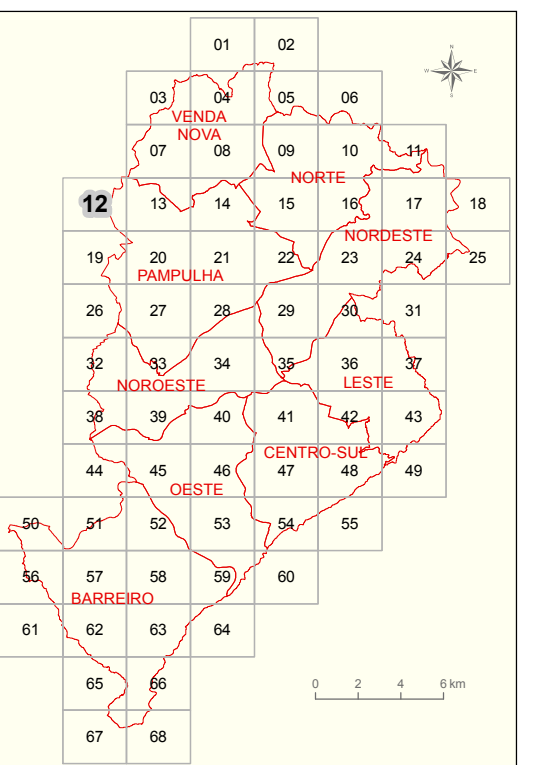 01 02
N
W E
S
03 04 05 06
VENDA
NOVA
07 08 09 10 11
NORTE
12 13 14 15 16 17 18
NORDESTE
19 20 21 22 23 24 25
PAMPULHA
26 27 28 29 30 31
32 33 34 35 36 37
NOROESTE LESTE
38 39 40 41 42 43
CENTRO-SUL
44 45 46 47 48 49
OESTE
50 51 52 53 54 55
56 57 58 59 60
BARREIRO
61 62 63 64
65 66
0 2 4 6 km
67 68